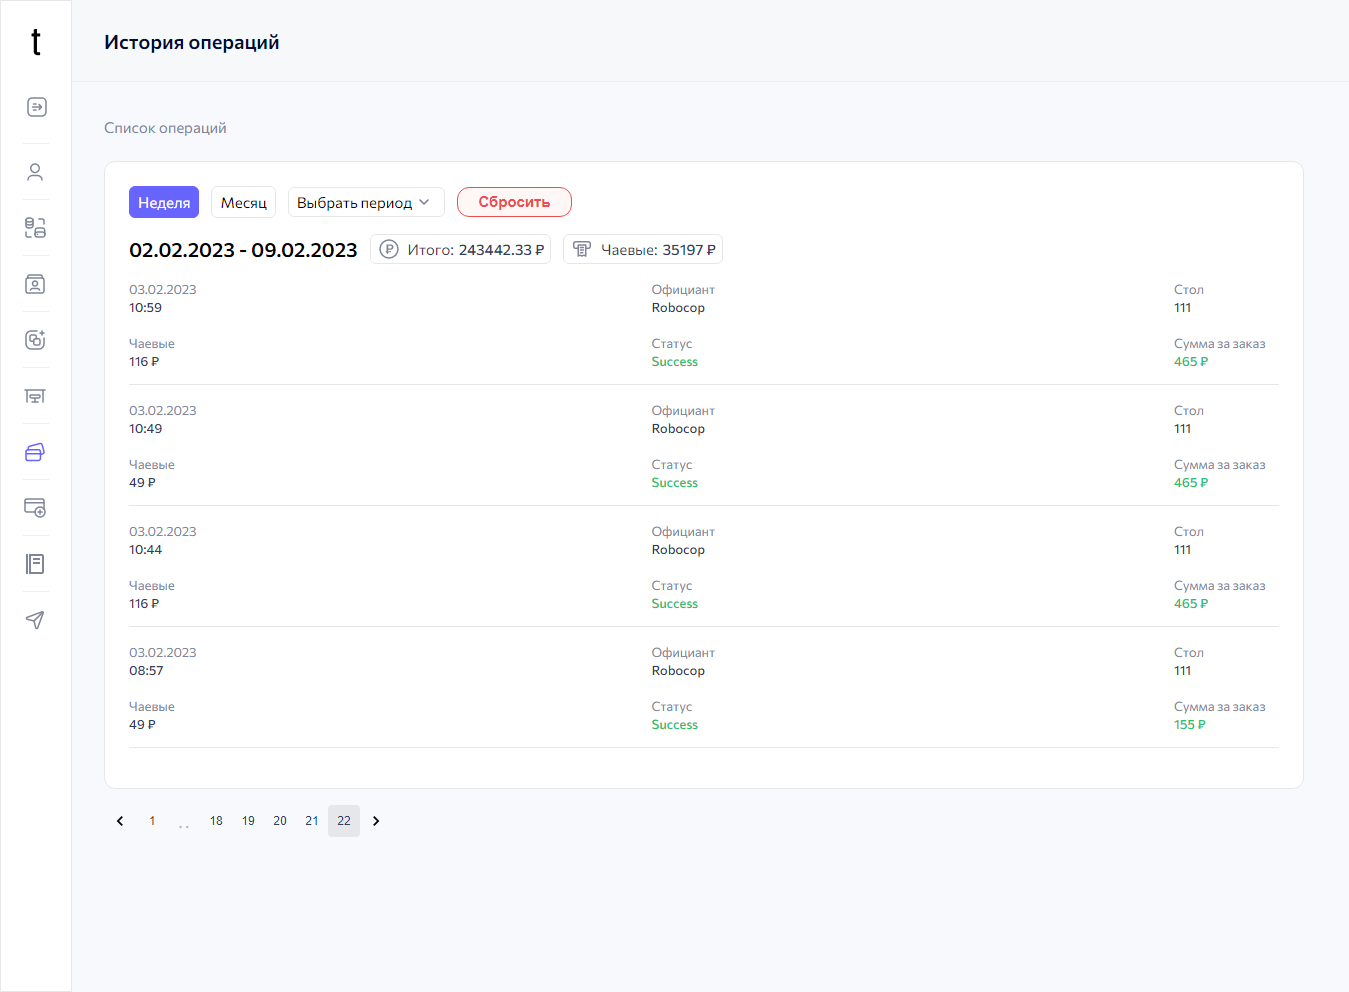 t
История операций
Список операций
Неделя Месяц Выбрать период Сбросить
02.02.2023 - 09.02.2023 Итого: 243442.33 ₽ Чаевые: 35197 ₽
03.02.2023 Официант Стол
10:59 Robocop 111
Чаевые Статус Сумма за заказ
116 ₽ Success 465 ₽
03.02.2023 Официант Стол
10:49 Robocop 111
Чаевые Статус Сумма за заказ
49 ₽ Success 465 ₽
03.02.2023 Официант Стол
10:44 Robocop 111
Чаевые Статус Сумма за заказ
116 ₽ Success 465 ₽
03.02.2023 Официант Стол
08:57 Robocop 111
Чаевые Статус Сумма за заказ
49 ₽ Success 155 ₽
1 .. 18 19 20 21 22